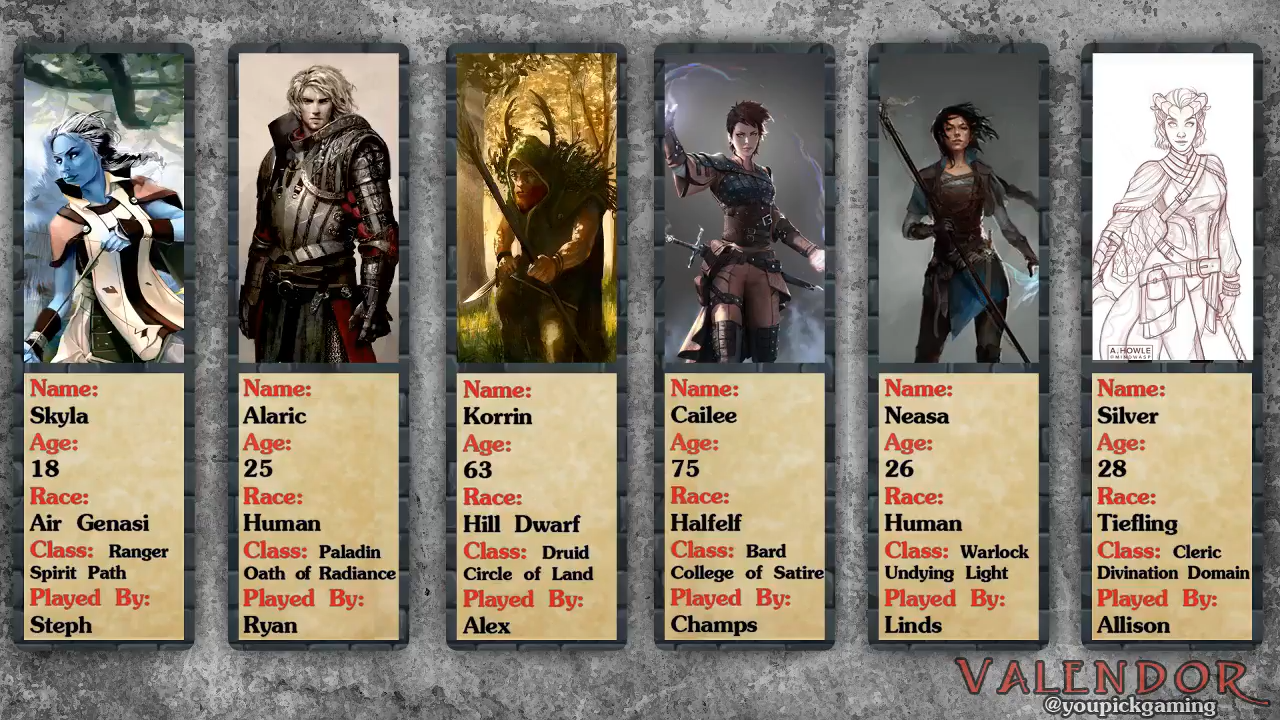 Name:
Skyla
Age:
18
Race:
Air Genasi
Class: Ranger
Spirit Path
Played By:
Steph
Name:
Alaric
Age:
25
Race:
Human
Class: Paladin
Oath of Radiance
Played By:
Ryan
Name:
Korrin
Age:
63
Race:
Hill Dwarf
Class: Druid
Circle of Land
Played By:
Alex
Name:
Cailee
Age:
75
Race:
Halfelf
Class: Bard
College of Satire
Played By:
Champs
Name:
Neasa
Age:
26
Race:
Human
Class: Warlock
Undying Light
Played By:
Linds
A. HOWLE
Name:
Silver
Age:
28
Race:
Tiefling
Class: Cleric
Divination Domain
Played By:
Allison
VALENDOR
@youpickgaming